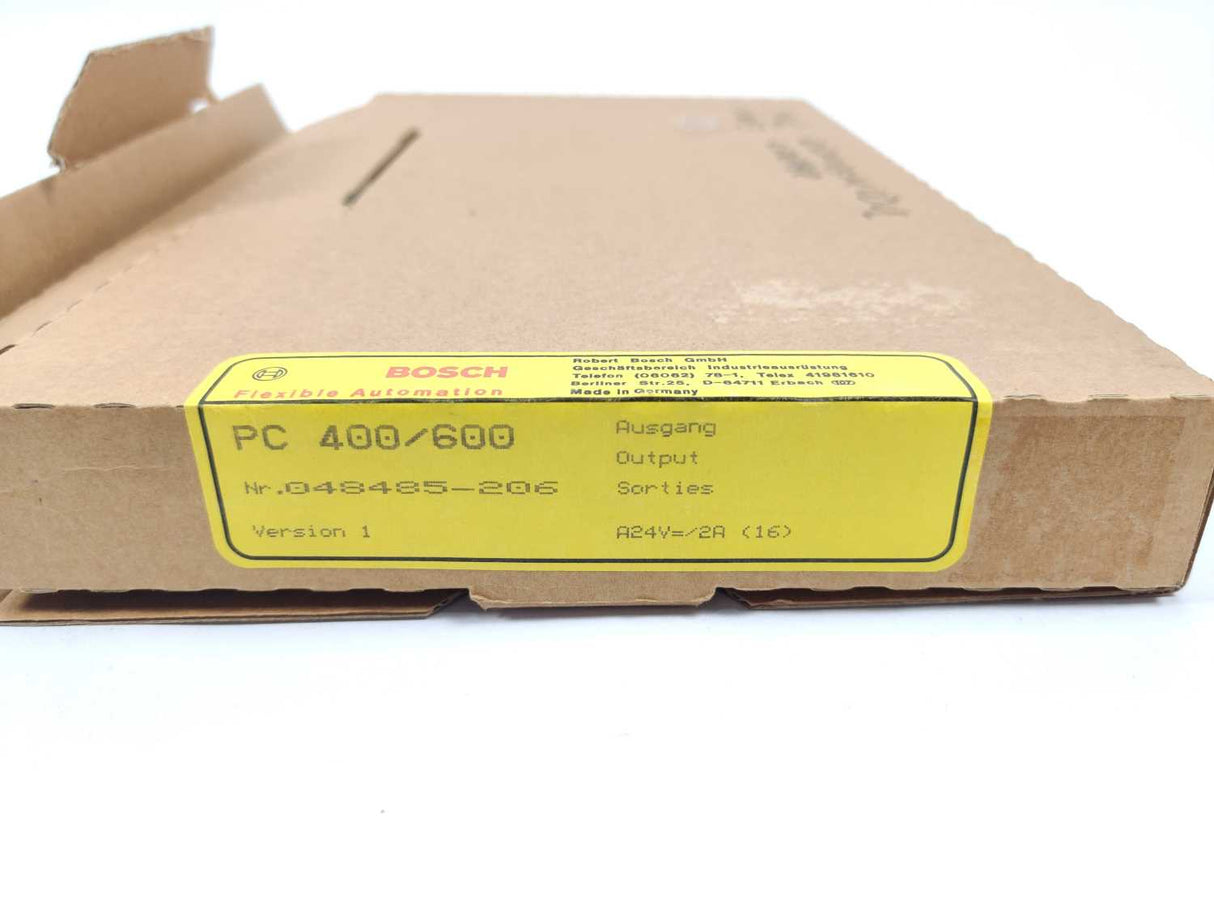 BOSCH
Flexible Automation
Robert Bosch GmbH
Geschäftsbereich Industrieausrüstung
Telefon (06062) 78-1, Telex 41981610
Berliner Str.25, D-64711 Erbach
Made in Germany
PC 400/600
Nr.048485-206
Version 1
Ausgang
Output
Sorties
A24V=/2A (16)